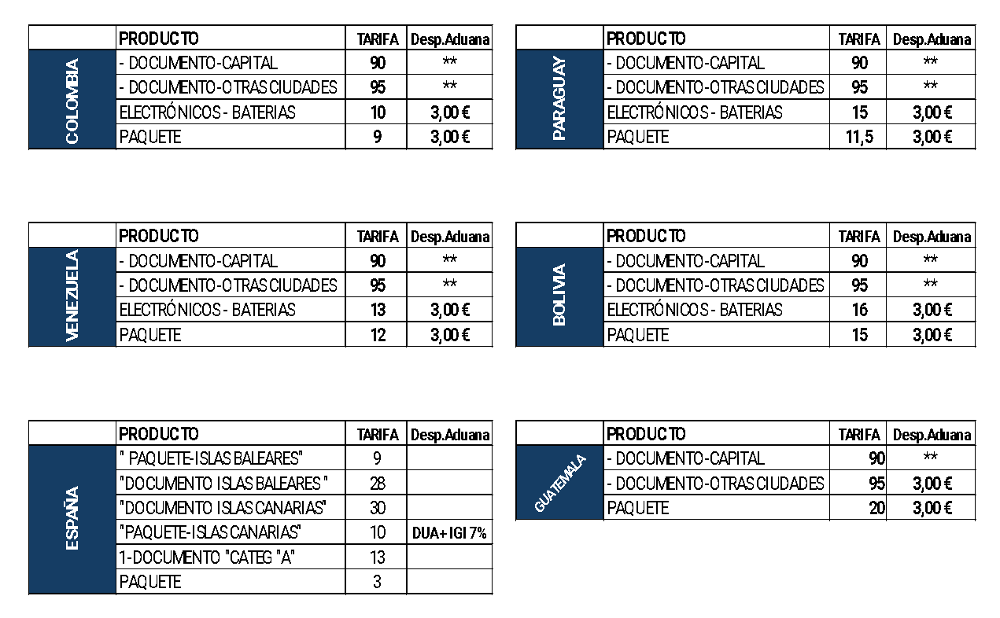 PRODUCTO TARIFA Desp.Aduana
COLOMBIA
- DOCUMENTO-CAPITAL 90 **
- DOCUMENTO-OTRAS CIUDADES 95 **
ELECTRÓNICOS - BATERIAS 10 3,00 €
PAQUETE 9 3,00 €
PRODUCTO TARIFA Desp.Aduana
PARAGUAY
- DOCUMENTO-CAPITAL 90 **
- DOCUMENTO-OTRAS CIUDADES 95 **
ELECTRÓNICOS - BATERIAS 15 3,00 €
PAQUETE 11,5 3,00 €
PRODUCTO TARIFA Desp.Aduana
VENEZUELA
- DOCUMENTO-CAPITAL 90 **
- DOCUMENTO-OTRAS CIUDADES 95 **
ELECTRÓNICOS - BATERIAS 13 3,00 €
PAQUETE 12 3,00 €
PRODUCTO TARIFA Desp.Aduana
BOLIVIA
- DOCUMENTO-CAPITAL 90 **
- DOCUMENTO-OTRAS CIUDADES 95 **
ELECTRÓNICOS - BATERIAS 16 3,00 €
PAQUETE 15 3,00 €
PRODUCTO TARIFA Desp.Aduana
ESPAÑA
" PAQUETE-ISLAS BALEARES" 9
"DOCUMENTO ISLAS BALEARES " 28
"DOCUMENTO ISLAS CANARIAS" 30
"PAQUETE-ISLAS CANARIAS" 10 DUA+IGI 7%
1-DOCUMENTO "CATEG "A" 13
PAQUETE 3
PRODUCTO TARIFA Desp.Aduana
GUATEMALA
- DOCUMENTO-CAPITAL 90 **
- DOCUMENTO-OTRAS CIUDADES 95 3,00 €
PAQUETE 20 3,00 €